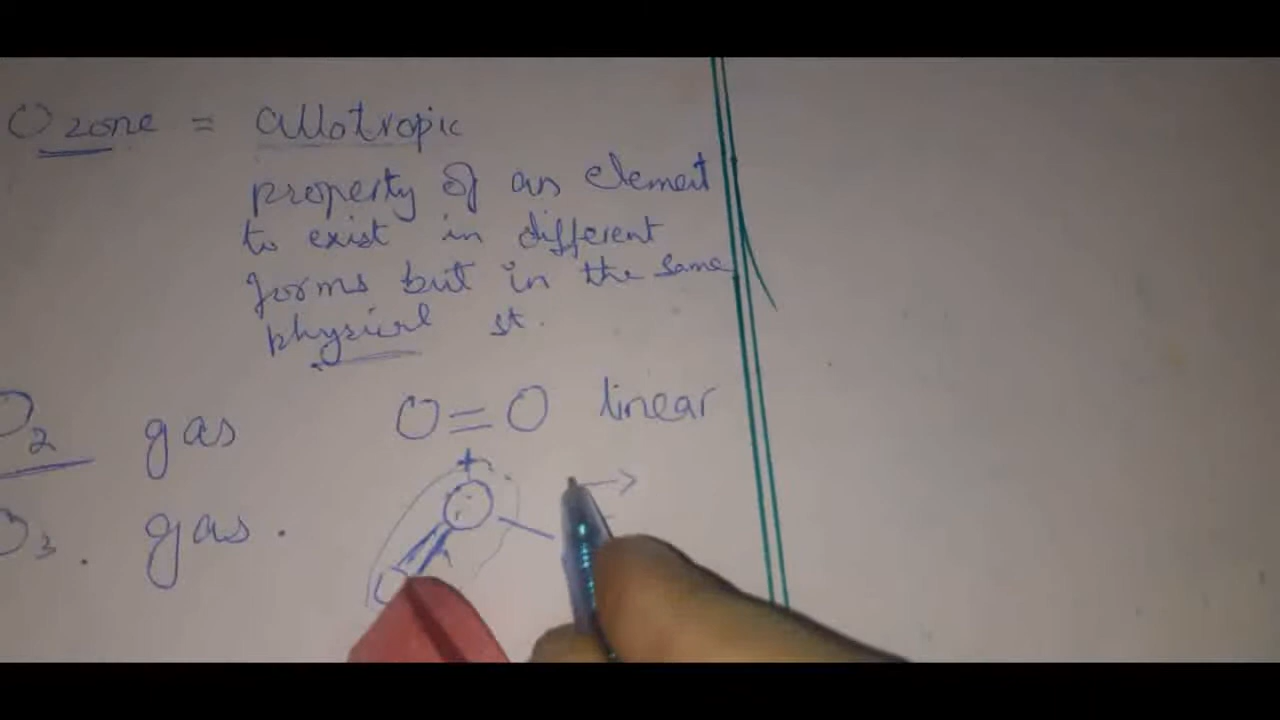 Ozone = allotropic
property of an element
to exist in different
forms but in the same
physical st.
O2 gas O=O linear
O3. gas.
+